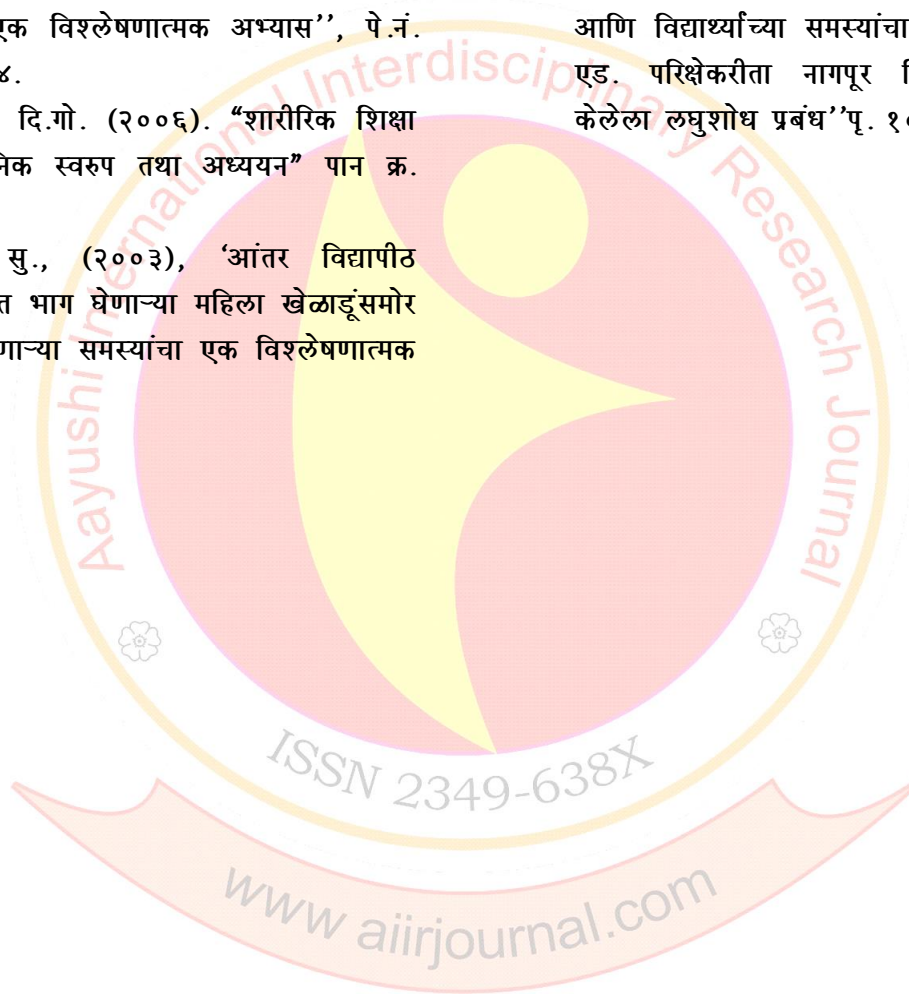 एक विश्लेषणात्मक अभ्यास’’, पे.नं.
४.
दि.गो. (२००६). “शारीरिक शिक्षा
निक स्वरुप तथा अध्ययन” पान क्र.
सु., (२००३), ‘आंतर विद्यापीठ
त भाग घेणाऱ्या महिला खेळाडूंसमोर
णाऱ्या समस्यांचा एक विश्लेषणात्मक
आणि विद्यार्थ्यांच्या समस्यांचा
एड. परिक्षेकरीता नागपूर वि
केलेला लघुशोध प्रबंध’’पृ. १०
Aayushi International Interdisciplinary Research Journal
ISSN 2349-638X
www aiirjournal.com